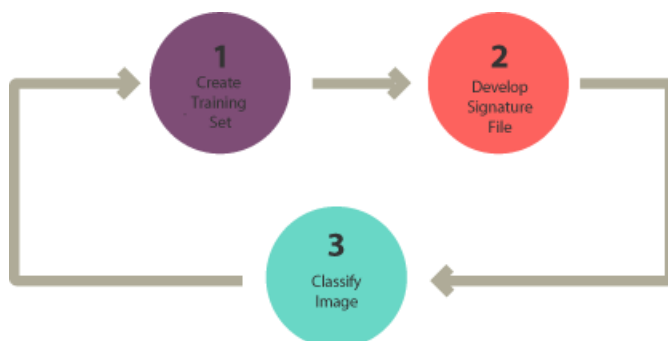 1
Create
Training
Set
2
Develop
Signature
File
3
Classify
Image